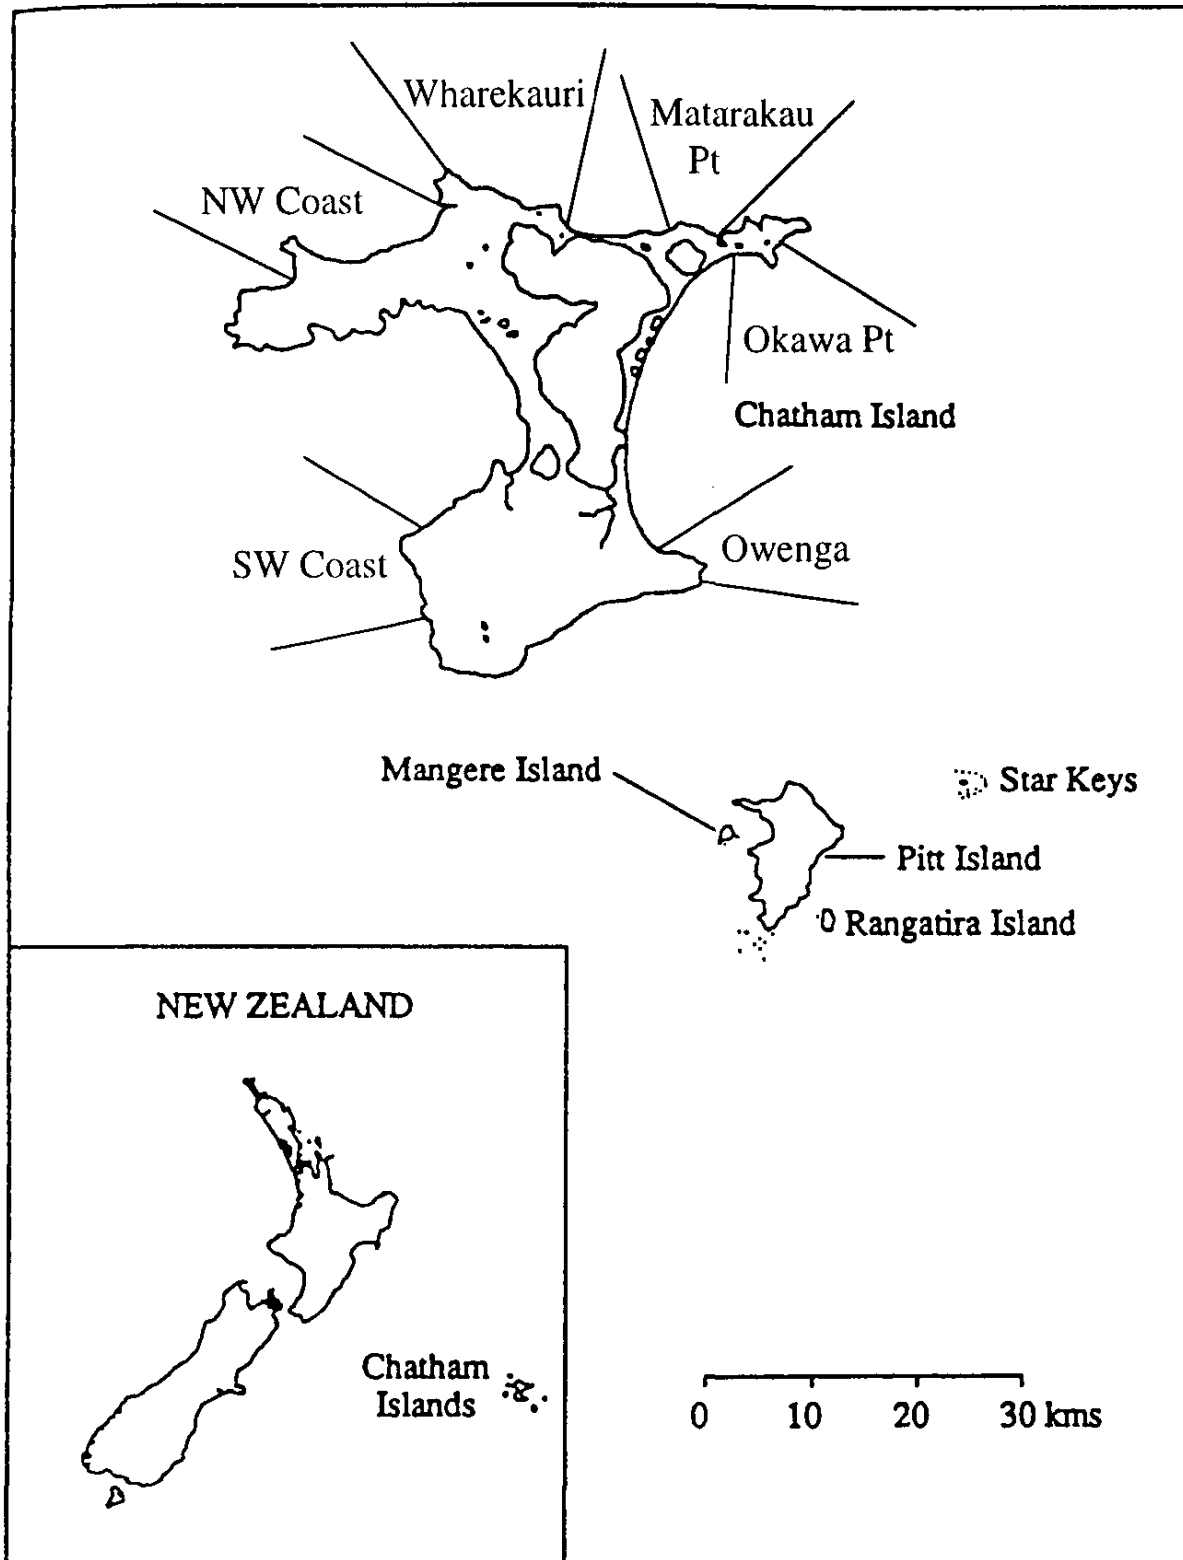 Wharekauri
Matarakau
Pt
NW Coast
Okawa Pt
Chatham Island
SW Coast
Owenga
Mangere Island
Star Keys
Pitt Island
Rangatira Island
NEW ZEALAND
Chatham
Islands
0 10 20 30 kms